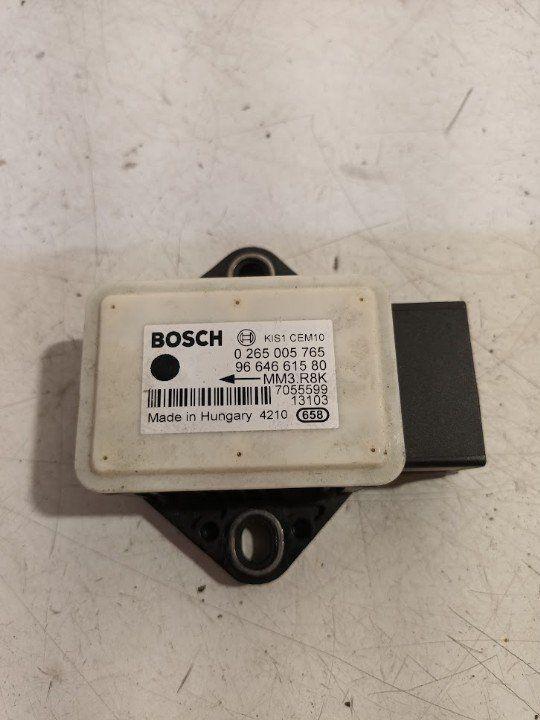 BOSCH KIS1 CEM10
0 265 005 765
96 646 615 80
MM3.R8K
7055599
13103
Made in Hungary 4210 658